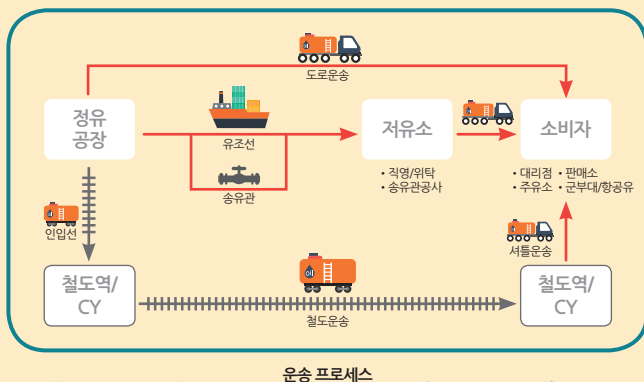 도로운송
정유
공장
유조선
송유관
저유소
• 직영/위탁
• 송유관공사
소비자
• 대리점 • 판매소
• 주유소 • 군부대/항공유
인입선
셔틀운송
철도역/
CY
oil
철도운송
철도역/
CY
운송 프로세스